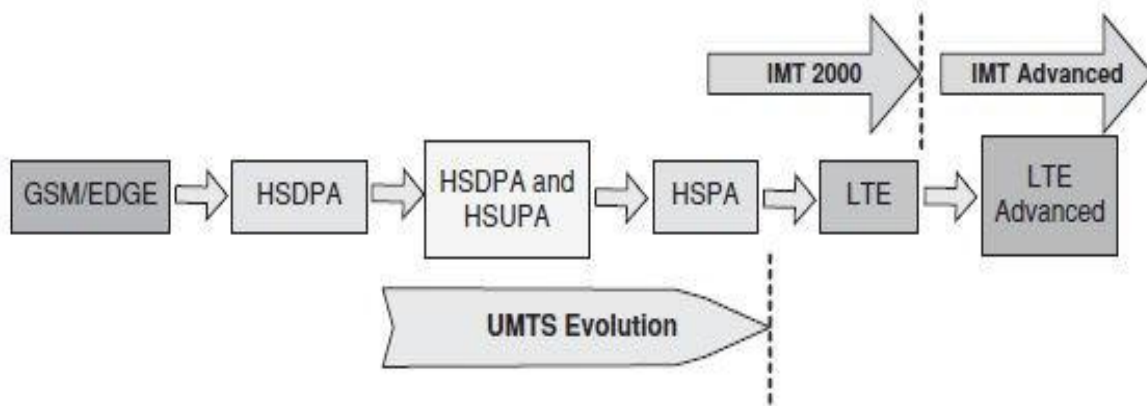 IMT 2000
IMT Advanced
GSM/EDGE
HSDPA
HSDPA and
HSUPA
HSPA
LTE
LTE
Advanced
UMTS Evolution